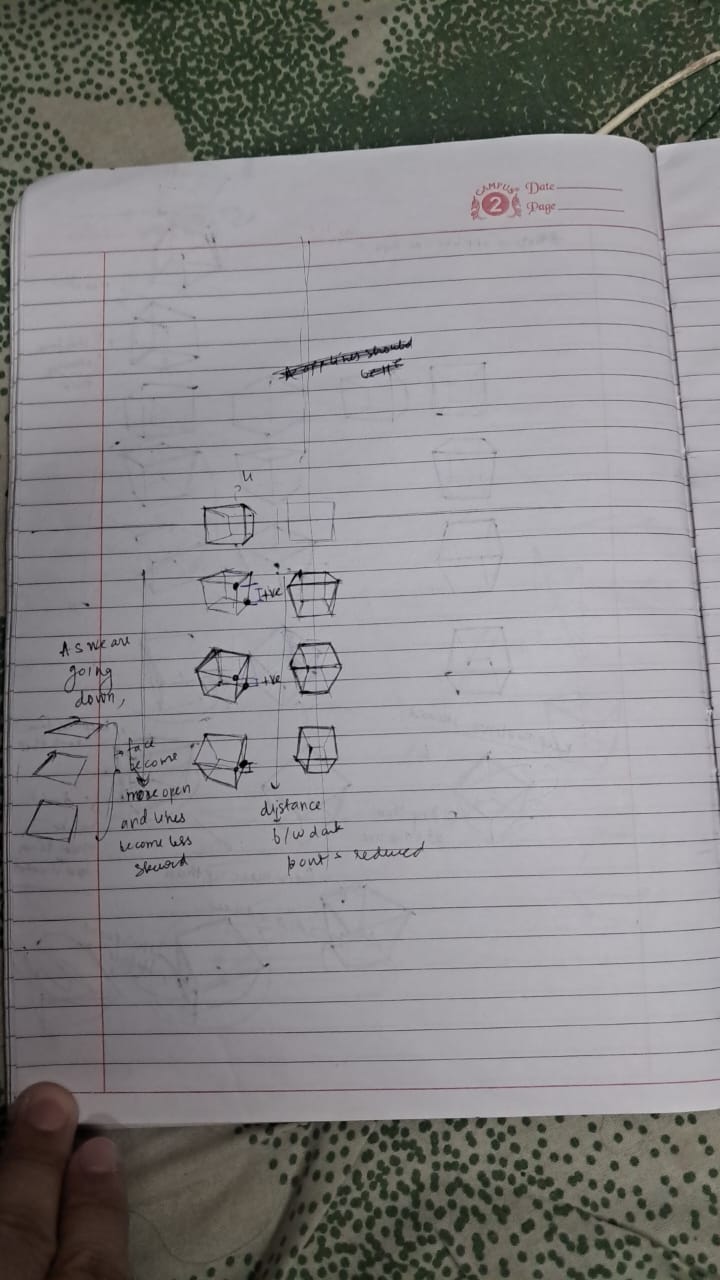 CAMPUS
2
Date
Page
As we are
going
down,
+ve
+ve
face
become
more open
and lines
become less
skewed
distance
b/w dark
points reduced